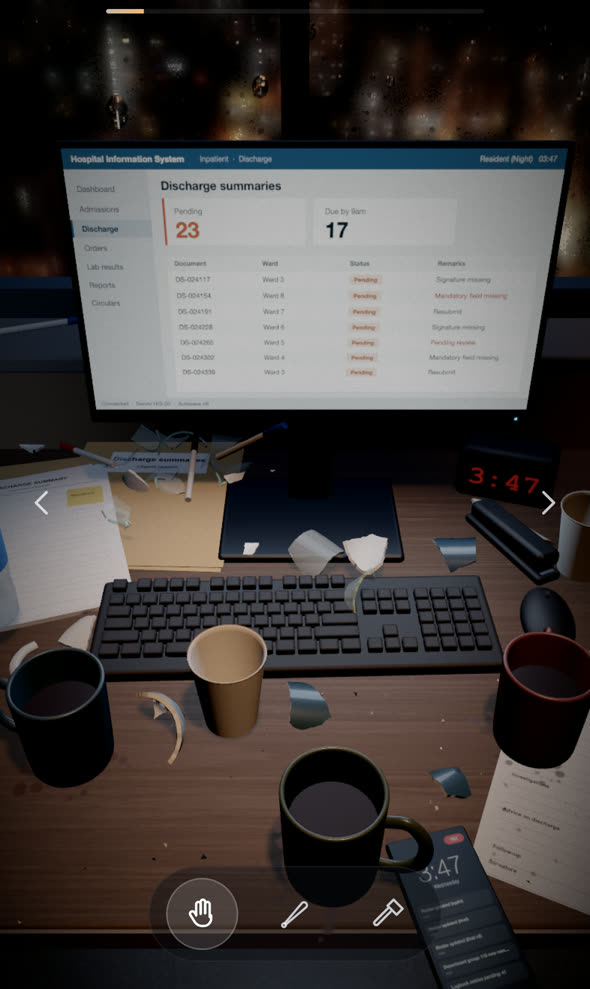 Hospital Information System Inpatient · Discharge Resident (Night) 03:47
Dashboard
Admissions
Discharge
Orders
Lab results
Reports
Circulars
Discharge summaries
Pending
23
Due by 9am
17
Document Ward Status Remarks
DS-024117 Ward 3 Pending Signature missing
DS-024154 Ward 8 Pending Mandatory field missing
DS-024191 Ward 7 Pending Resubmit
DS-024228 Ward 6 Pending Signature missing
DS-024265 Ward 5 Pending Pending review
DS-024302 Ward 4 Pending Mandatory field missing
DS-024339 Ward 3 Pending Resubmit
Discharge summaries
3:47
Advice on discharge
Follow-up
Signature
3:47
Wednesday